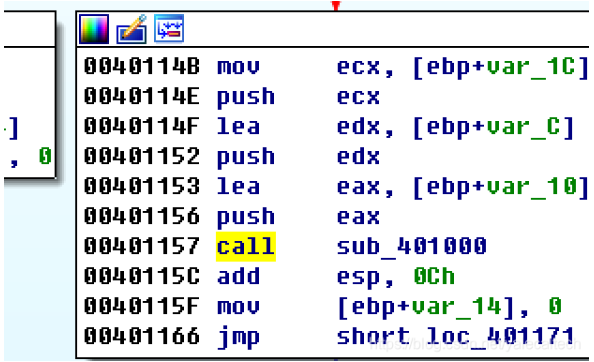 0040114B mov ecx, [ebp+var_1C]
0040114E push ecx
0040114F lea edx, [ebp+var_C]
]
00401152 push edx
, 0
00401153 lea eax, [ebp+var_10]
00401156 push eax
00401157 call sub_401000
0040115C add esp, 0Ch
0040115F mov [ebp+var_14], 0
00401166 jmp short loc_401171